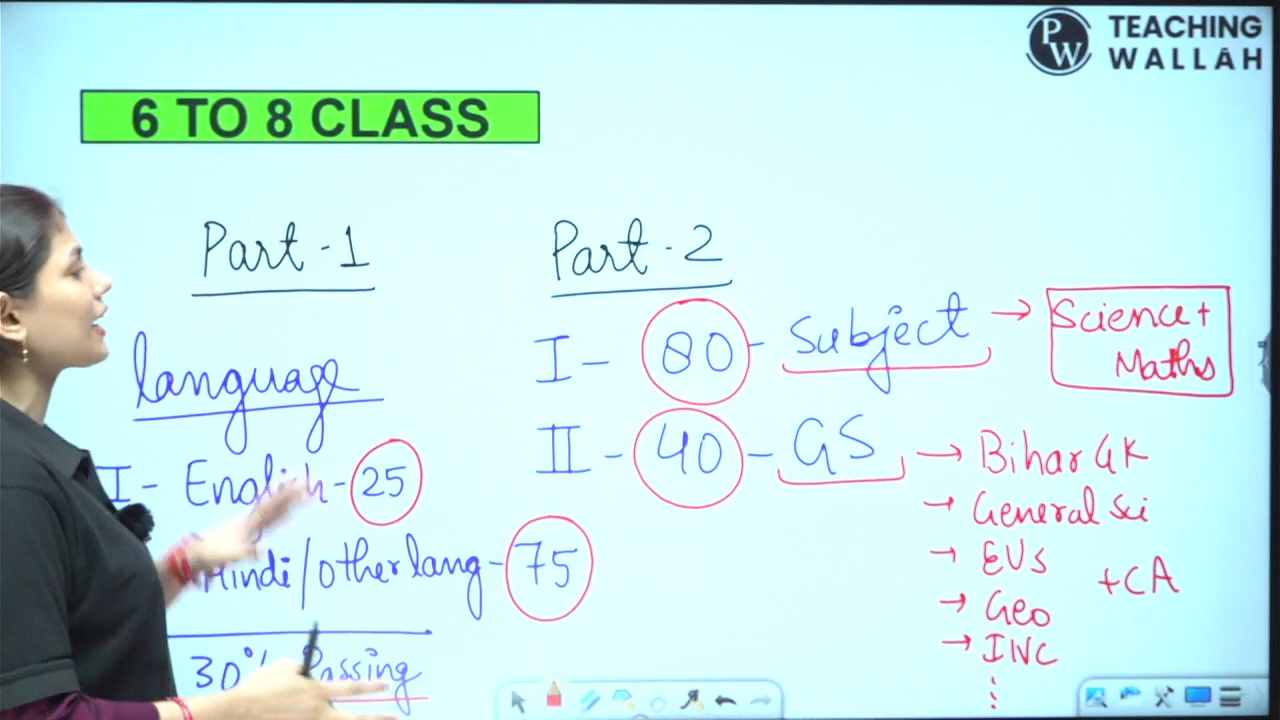 PW TEACHING
WALLAH
6 TO 8 CLASS
Part-1
language
I- English-25
Hindi/other lang-75
30% Passing
Part-2
I- 80- Subject → Science+
Maths
II-40-GS → Bihar GK
→ General Sci
→ EVS
→ Geo
→ INC
+CA